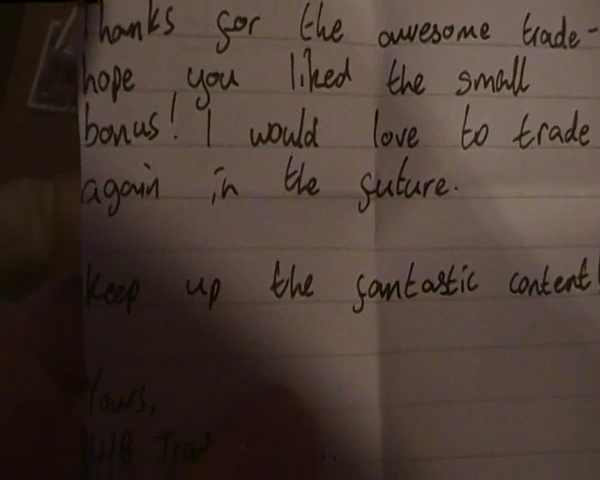 Thanks for the awesome trade-
hope you liked the small
bonus! I would love to trade
again in the future.
Keep up the fantastic content!
Yours,
WB